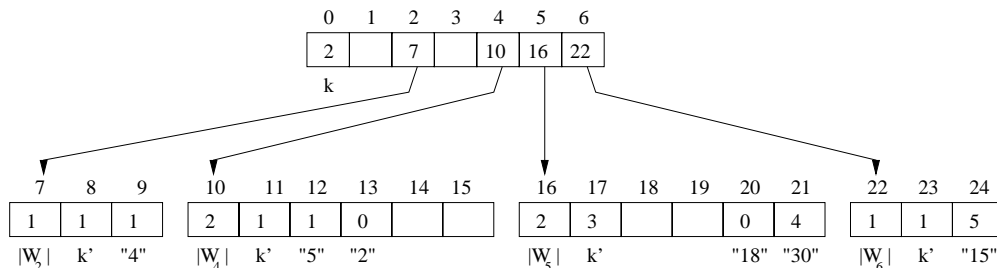 0 1 2 3 4 5 6
2 7 10 16 22
k
7 8 9 10 11 12 13 14 15 16 17 18 19 20 21 22 23 24
1 1 1 2 1 1 0 2 3 0 4 1 1 5
|W2| k' "4" |W4| k' "5" "2" |W5| k' "18" "30" |W6| k' "15"